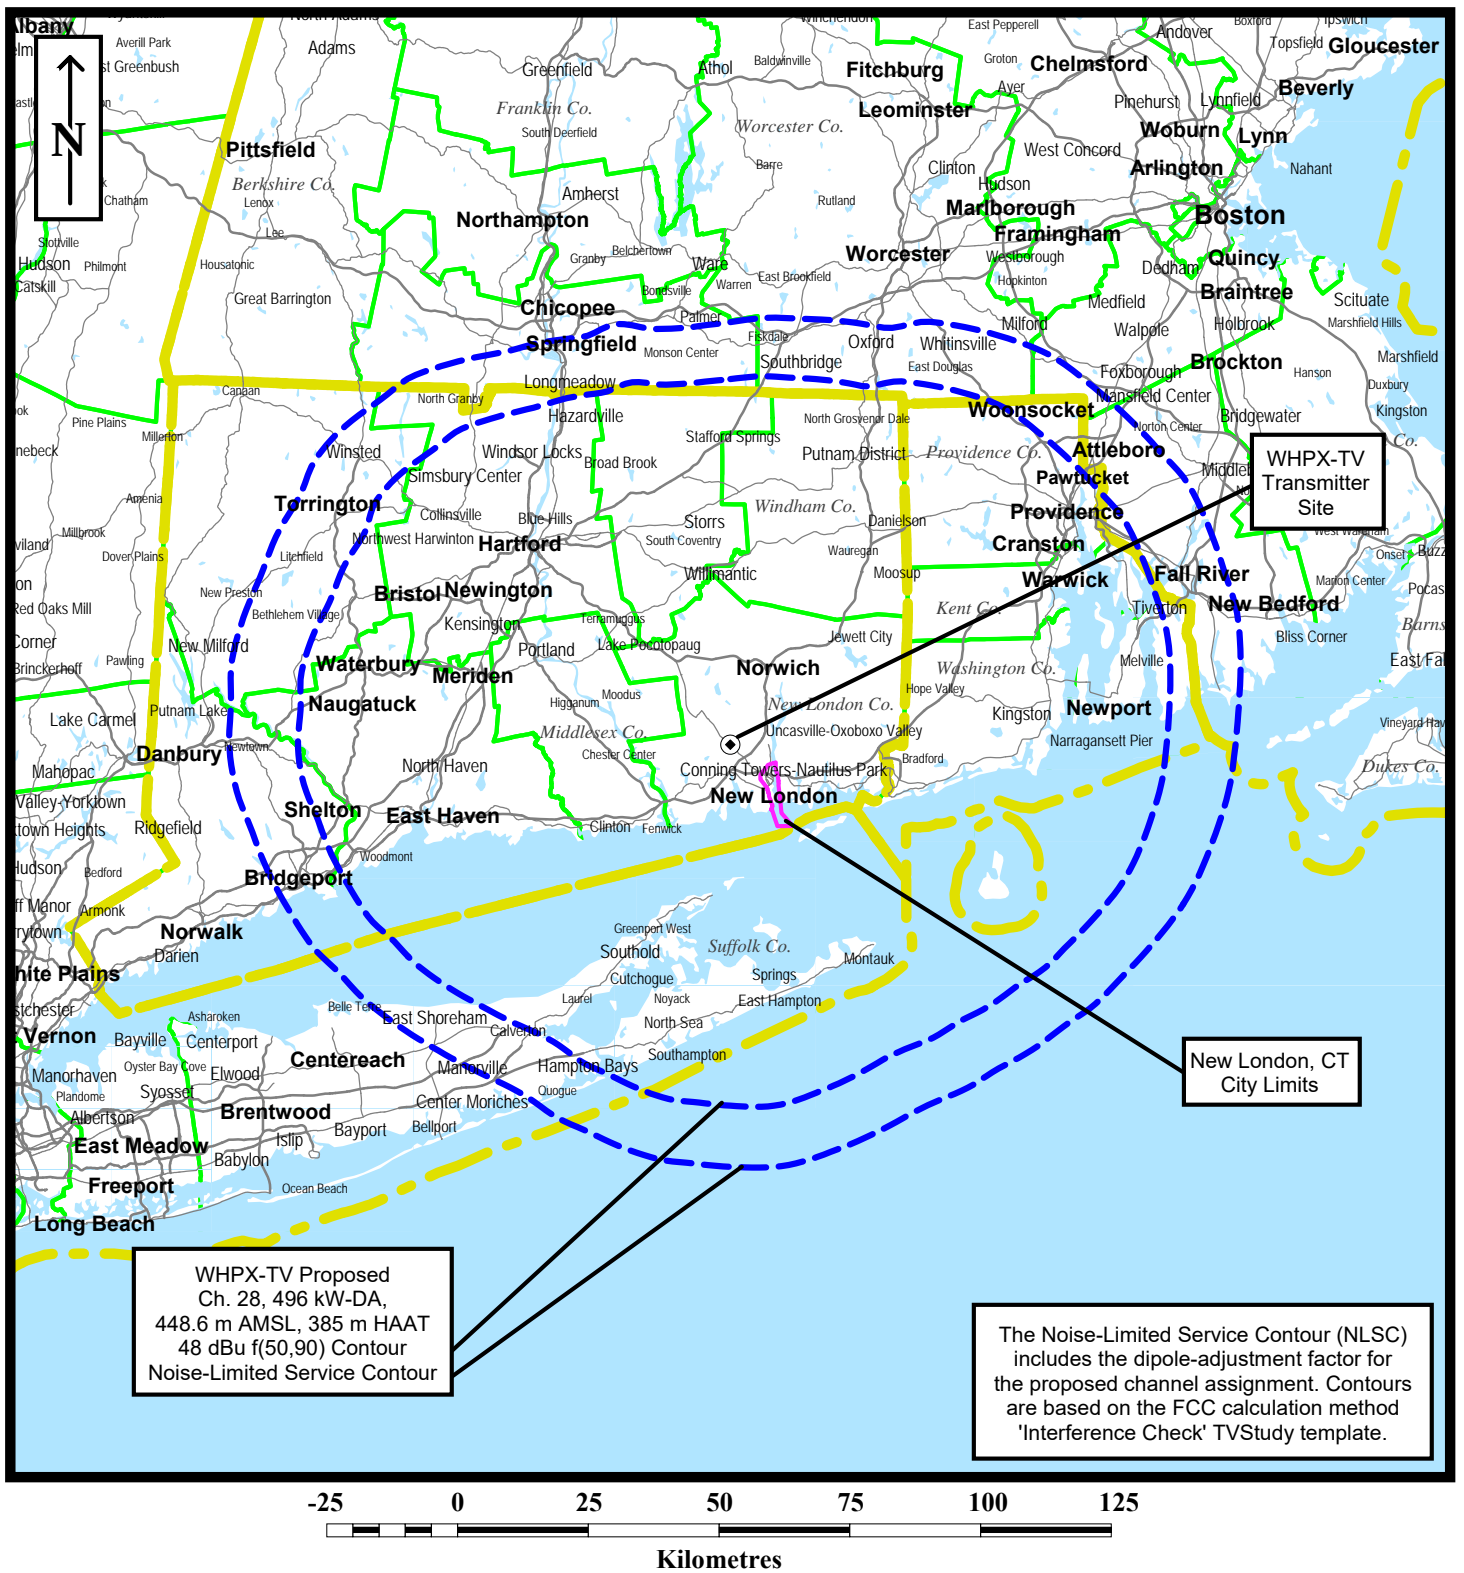 Adams
Averill Park
Greenfield
Athol
Baldwinville
East Pepperell
Andover
Boxford
Topsfield
Gloucester
Fitchburg
Groton
Chelmsford
Ayer
Beverly
Franklin Co.
Leominster
Pinehurst
Lynnfield
South Deerfield
Worcester Co.
Woburn
Lynn
N
Pittsfield
West Concord
Arlington
Nahant
Barre
Clinton
Berkshire Co.
Hudson
Chatham
Lenox
Amherst
Rutland
Marlborough
Boston
Northampton
Framingham
Lee
Stottville
Belchertown
Worcester
Westborough
Quincy
Hudson
Philmont
Housatonic
Granby
Ware
East Brookfield
Dedham
Catskill
Warren
Hopkinton
Bondsville
Braintree
Great Barrington
Medfield
Scituate
Chicopee
Palmer
Milford
Walpole
Holbrook
Marshfield Hills
Springfield
Monson Center
Fiskdale
Oxford
Whitinsville
Southbridge
East Douglas
Foxborough
Brockton
Marshfield
Hanson
Longmeadow
Canaan
North Granby
Mansfield Center
Duxbury
Woonsocket
Kingston
Hazardville
North Grosvenor Dale
Bridgewater
Pine Plains
Millerton
Stafford Springs
Norton Center
Co.
Winsted
Windsor Locks
Putnam District
Providence Co.
Attleboro
Broad Brook
Simsbury Center
Pawtucket
WHPX-TV
Transmitter
Site
Amenia
Torrington
Windham Co.
Providence
Collinsville
Blue Hills
Storrs
Danielson
Millbrook
Northwest Harwinton
Hartford
South Coventry
Cranston
West Wareham
Dover Plains
Litchfield
Wauregan
Onset
Willimantic
Moosup
Warwick
Fall River
Marion Center
New Preston
Bristol
Newington
Red Oaks Mill
Bethlehem Village
Kent Co.
Tiverton
New Bedford
Kensington
Terramuggus
Jewett City
Bliss Corner
New Milford
Portland
Lake Pocotopaug
Brinckerhoff
Pawling
Waterbury
Meriden
Norwich
Washington Co.
Melville
Naugatuck
Higganum
Moodus
Hope Valley
Lake Carmel
Putnam Lake
New London Co.
Kingston
Newport
Middlesex Co.
Uncasville-Oxoboxo Valley
Narragansett Pier
Danbury
Newtown
Chester Center
Bradford
Mahopac
North Haven
Conning Towers-Nautilus Park
Dukes Co.
Valley-Yorktown
Shelton
East Haven
New London
Ridgefield
Clinton
Fenwick
Woodmont
Bedford
Bridgeport
Armonk
Norwalk
Greenport West
Suffolk Co.
Darien
Southold
Montauk
Cutchogue
Springs
Laurel
Noyack
East Hampton
Belle Terre
Asharoken
East Shoreham
North Sea
Vernon
Bayville
Centerport
Calverton
Southampton
New London, CT
City Limits
Centereach
Manorville
Hampton Bays
Oyster Bay Cove
Elwood
Manorhaven
Syosset
Quogue
Plandome
Albertson
Brentwood
Center Moriches
Bayport
Bellport
East Meadow
Islip
Babylon
Freeport
Ocean Beach
Long Beach
WHPX-TV Proposed
Ch. 28, 496 kW-DA,
448.6 m AMSL, 385 m HAAT
48 dBu f(50,90) Contour
Noise-Limited Service Contour
The Noise-Limited Service Contour (NLSC)
includes the dipole-adjustment factor for
the proposed channel assignment. Contours
are based on the FCC calculation method
'Interference Check' TVStudy template.
-25 0 25 50 75 100 125
Kilometres